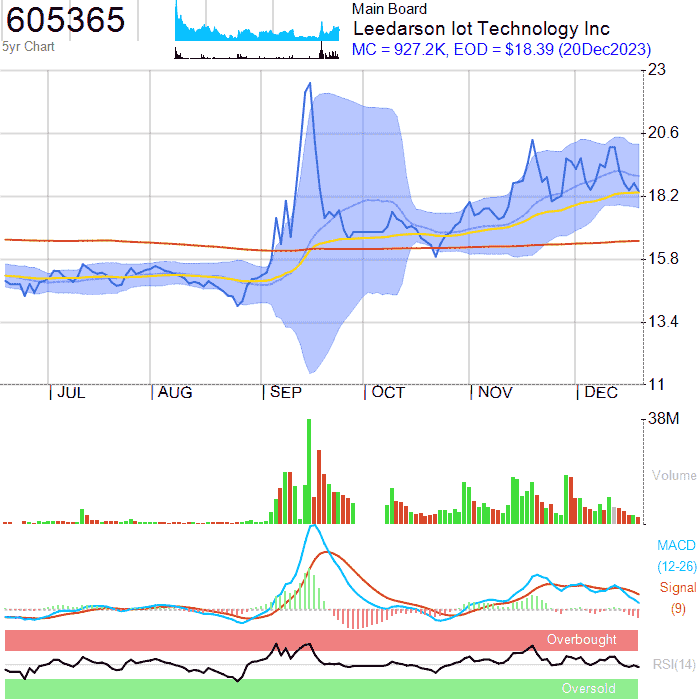 605365
5yr Chart
Main Board
Leedarson Iot Technology Inc
MC = 927.2K, EOD = $18.39 (20Dec2023)
23
20.6
18.2
15.8
13.4
11
JUL
AUG
SEP
OCT
NOV
DEC
38M
Volume
MACD
(12-26)
Signal
(9)
Overbought
RSI(14)
Oversold